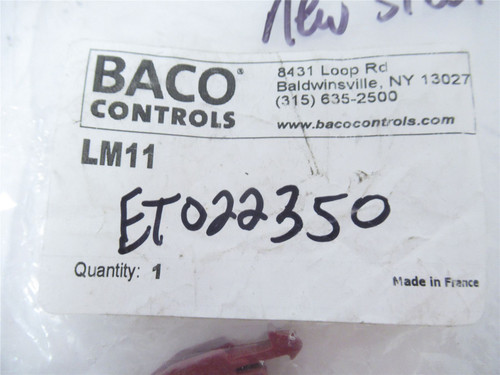 New
BACO
CONTROLS
8431 Loop Rd
Baldwinsville, NY 13027
(315) 635-2500
www.bacocontrols.com
LM11
ET022350
Quantity: 1
Made in France